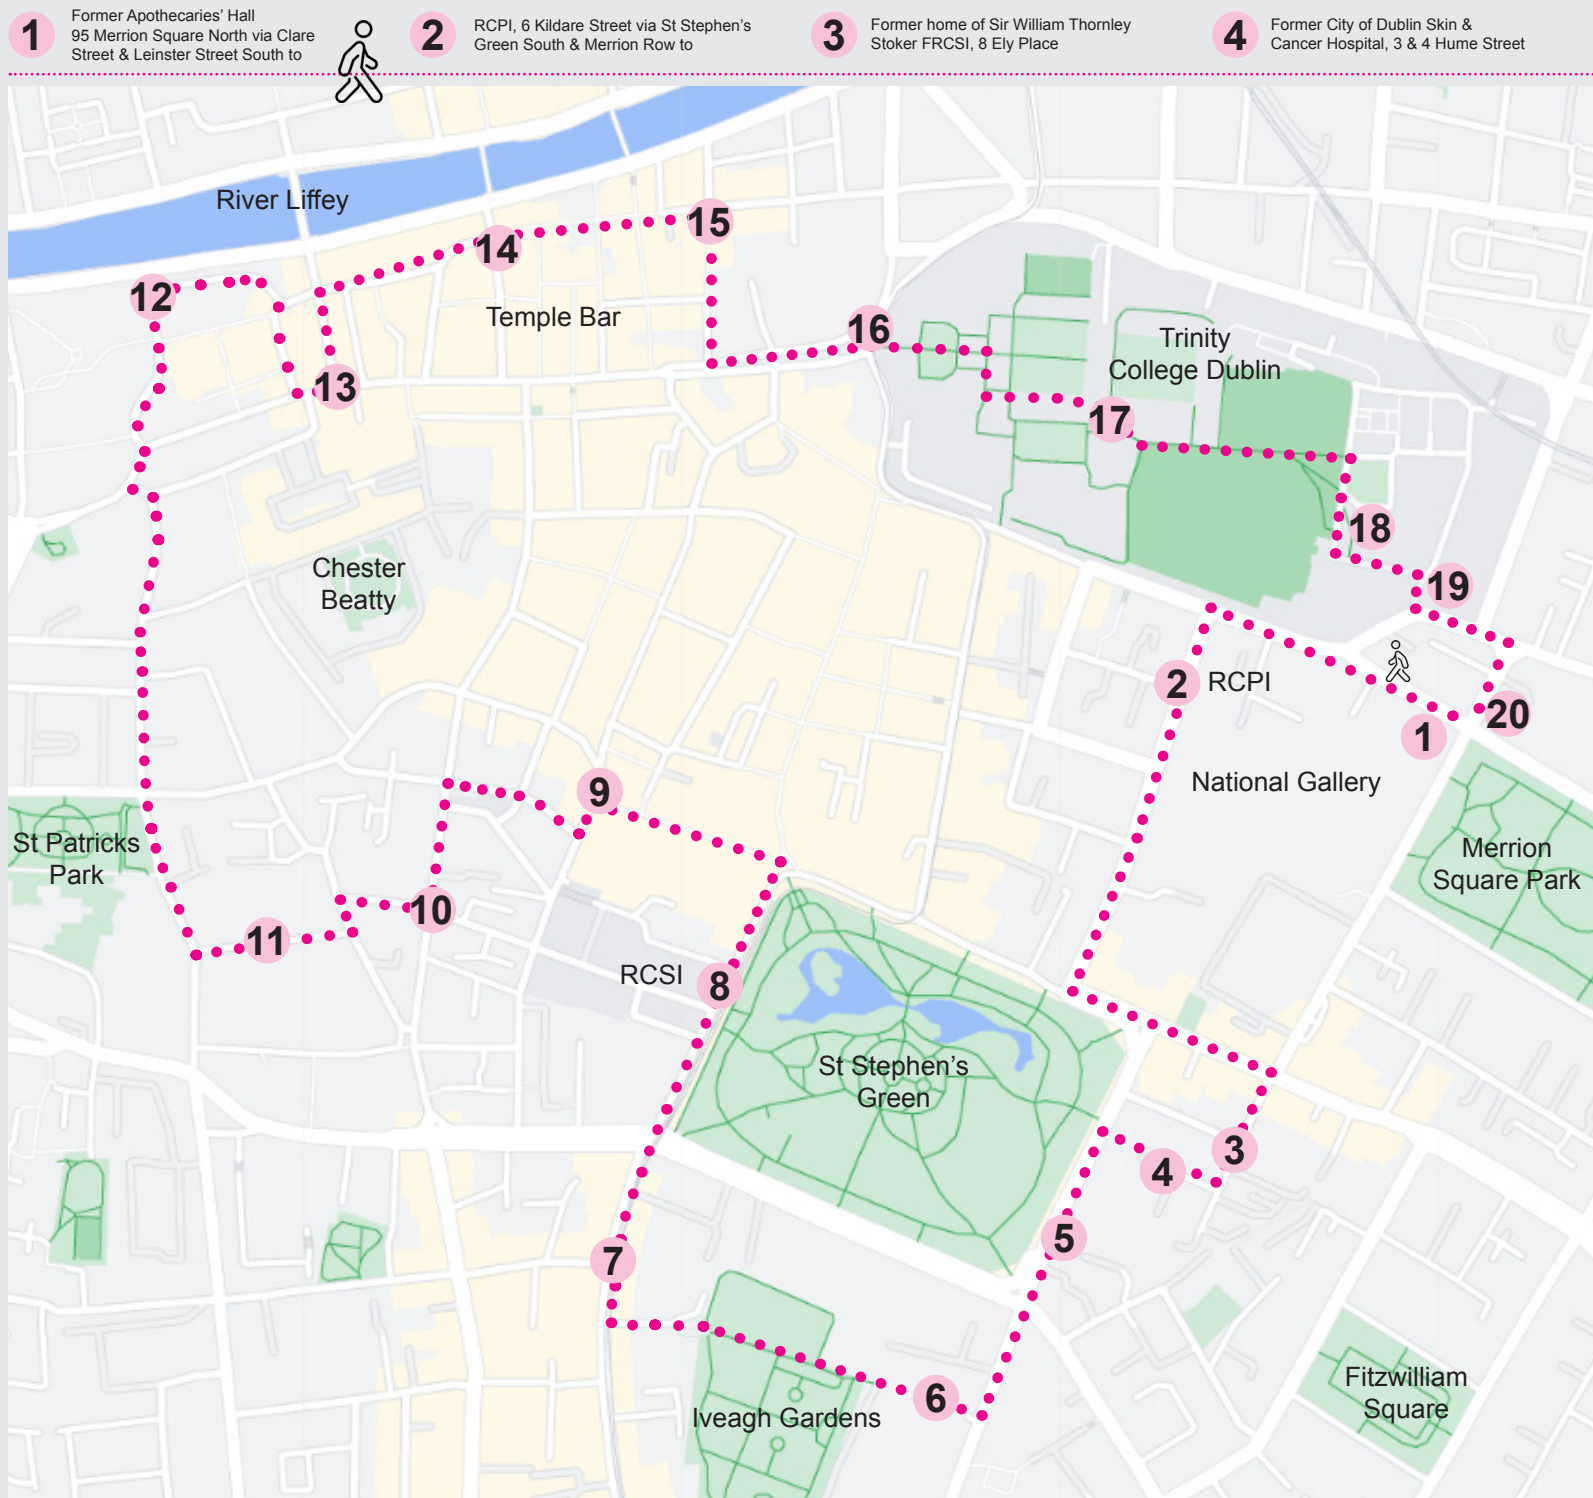 1
Former Apothecaries’ Hall
95 Merrion Square North via Clare
Street & Leinster Street South to
2
RCPI, 6 Kildare Street via St Stephen’s
Green South & Merrion Row to
3
Former home of Sir William Thornley
Stoker FRCSI, 8 Ely Place
4
Former City of Dublin Skin &
Cancer Hospital, 3 & 4 Hume Street
River Liffey
15
14
12
Temple Bar
16
Trinity
College Dublin
13
17
18
Chester
Beatty
19
2
RCPI
20
1
National Gallery
9
St Patricks
Park
Merrion
Square Park
10
11
RCSI
8
St Stephen’s
Green
3
4
5
7
6
Iveagh Gardens
Fitzwilliam
Square